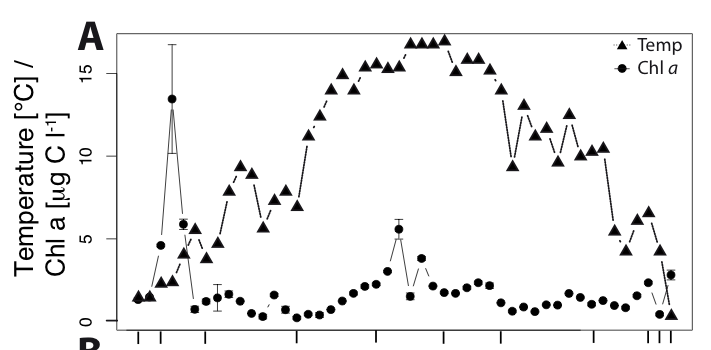 A
Temperature [°C] /
Chl a [µg C l⁻¹]
15
10
5
0
Temp
Chl a